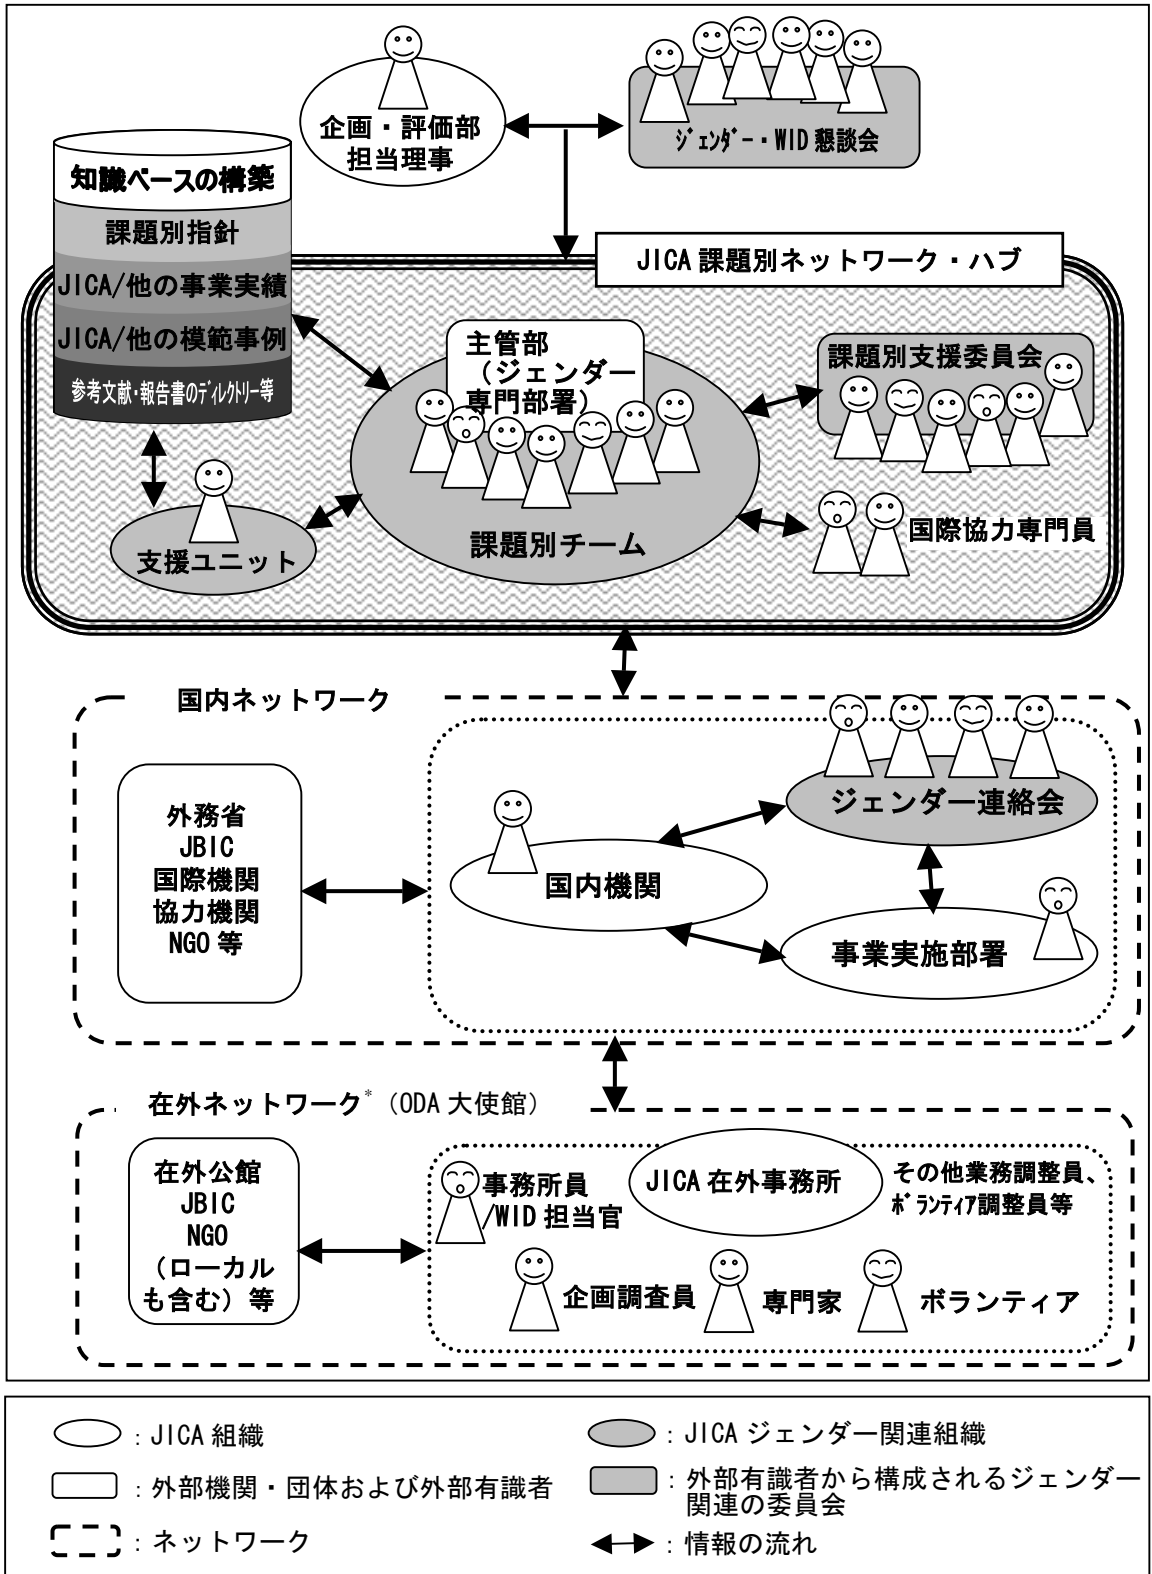 企画・評価部
担当理事
ジェンダー・WID 懇談会
知識ベースの構築
課題別指針
JICA/他の事業実績
JICA/他の模範事例
参考文献・報告書のディレクトリー等
JICA 課題別ネットワーク・ハブ
主管部
（ジェンダー
専門部署）
課題別チーム
課題別支援委員会
国際協力専門員
支援ユニット
国内ネットワーク
外務省
JBIC
国際機関
協力機関
NGO 等
ジェンダー連絡会
国内機関
事業実施部署
在外ネットワーク*（ODA 大使館）
在外公館
JBIC
NGO
（ローカル
も含む）等
事務所員
/WID 担当官
JICA 在外事務所
その他業務調整員、
ボランティア調整員等
企画調査員
専門家
ボランティア
：JICA 組織
：JICA ジェンダー関連組織
：外部機関・団体および外部有識者
：外部有識者から構成されるジェンダー
関連の委員会
：ネットワーク
：情報の流れ